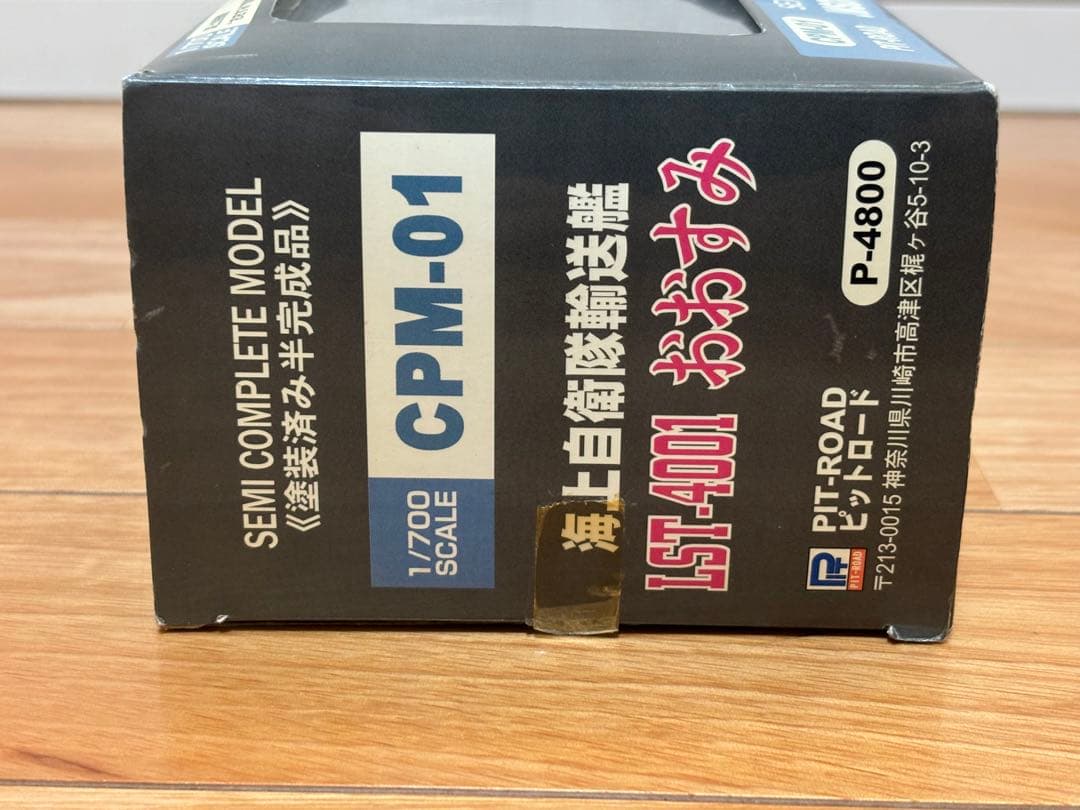 SEMI COMPLETE MODEL
《塗装済み半完成品》
1/700
SCALE
CPM-01
海上自衛隊輸送艦
LST-4001 おおすみ
PIT-ROAD
PIT-ROAD
ピットロード
P-4800
〒213-0015 神奈川県川崎市高津区梶ヶ谷5-10-3